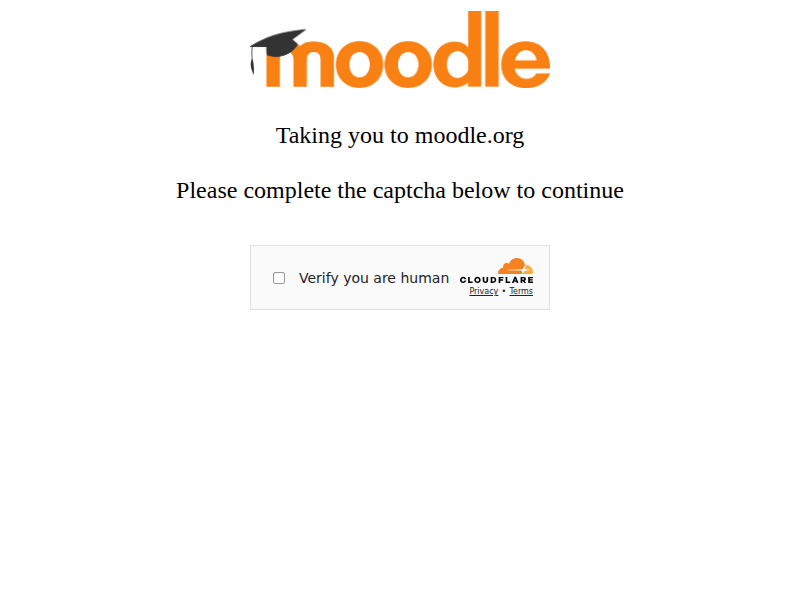 moodle
Taking you to moodle.org
Please complete the captcha below to continue
Verify you are human
CLOUDFLARE
Privacy • Terms